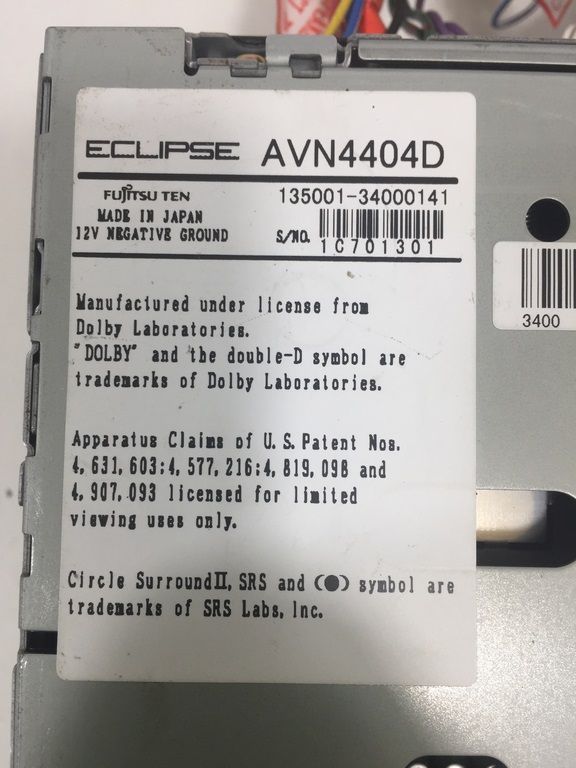 ECLIPSE AVN4404D
FUJITSU TEN
MADE IN JAPAN
12V NEGATIVE GROUND
135001-34000141
S/NO. 1C701301
Manufactured under license from
Dolby Laboratories.
"DOLBY" and the double-D symbol are
trademarks of Dolby Laboratories.
Apparatus Claims of U.S. Patent Nos.
4,631,603:4,577,216:4,819,098 and
4,907,093 licensed for limited
viewing uses only.
Circle SurroundⅡ, SRS and (●) symbol are
trademarks of SRS Labs, Inc.
3400